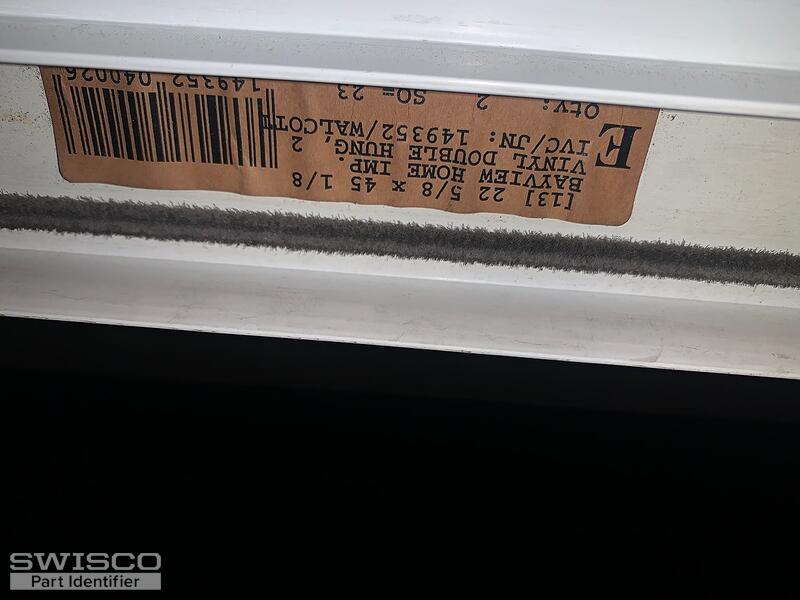 [13] 22 5/8 x 45 1/8
BAYVIEW HOME IMP.
VINYL DOUBLE HUNG, 2
E
IVC/JN: 149352/WALCOTT
QTY: 2 SO= 23
149352 040026
SWISCO
Part Identifier